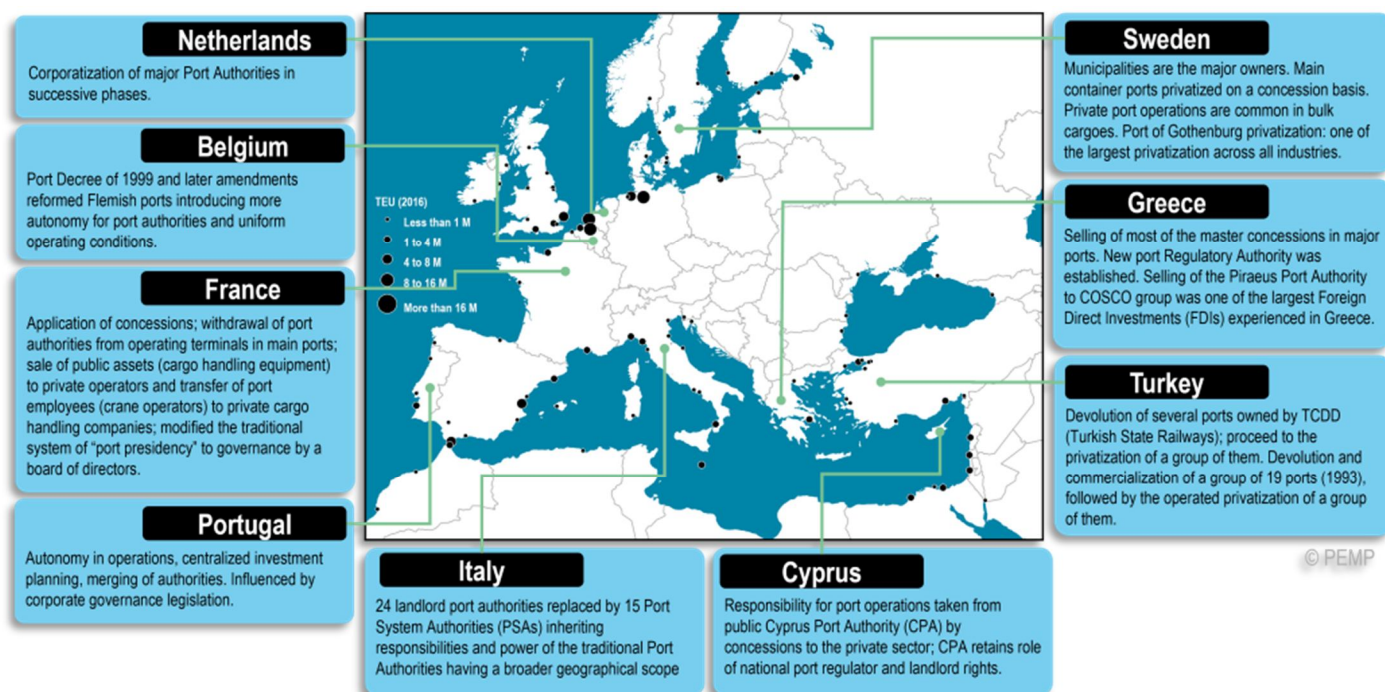 Netherlands
Corporatization of major Port Authorities in
successive phases.
Belgium
Port Decree of 1999 and later amendments
reformed Flemish ports introducing more
autonomy for port authorities and uniform
operating conditions.
France
Application of concessions; withdrawal of port
authorities from operating terminals in main ports;
sale of public assets (cargo handling equipment)
to private operators and transfer of port
employees (crane operators) to private cargo
handling companies; modified the traditional
system of “port presidency” to governance by a
board of directors.
Portugal
Autonomy in operations, centralized investment
planning, merging of authorities. Influenced by
corporate governance legislation.
TEU (2016)
Less than 1 M
1 to 4 M
4 to 8 M
8 to 16 M
More than 16 M
Italy
24 landlord port authorities replaced by 15 Port
System Authorities (PSAs) inheriting
responsibilities and power of the traditional Port
Authorities having a broader geographical scope
Cyprus
Responsibility for port operations taken from
public Cyprus Port Authority (CPA) by
concessions to the private sector; CPA retains role
of national port regulator and landlord rights.
Sweden
Municipalities are the major owners. Main
container ports privatized on a concession basis.
Private port operations are common in bulk
cargoes. Port of Gothenburg privatization: one of
the largest privatization across all industries.
Greece
Selling of most of the master concessions in major
ports. New port Regulatory Authority was
established. Selling of the Piraeus Port Authority
to COSCO group was one of the largest Foreign
Direct Investments (FDIs) experienced in Greece.
Turkey
Devolution of several ports owned by TCDD
(Turkish State Railways); proceed to the
privatization of a group of them. Devolution and
commercialization of a group of 19 ports (1993),
followed by the operated privatization of a group
of them.
© PEMP